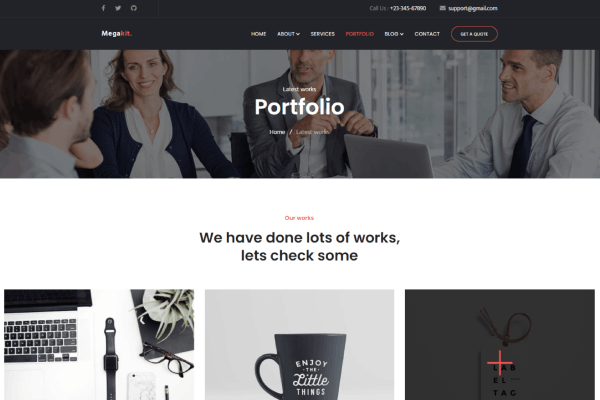 Call Us : +23-345-67890
support@gmail.com
Megakit.
HOME ABOUT SERVICES PORTFOLIO BLOG CONTACT GET A QUOTE
Latest works
Portfolio
Home / Latest works
Our works
We have done lots of works,
lets check some
ENJOY
·THE·
Little
THINGS
LAB
EL
TAG